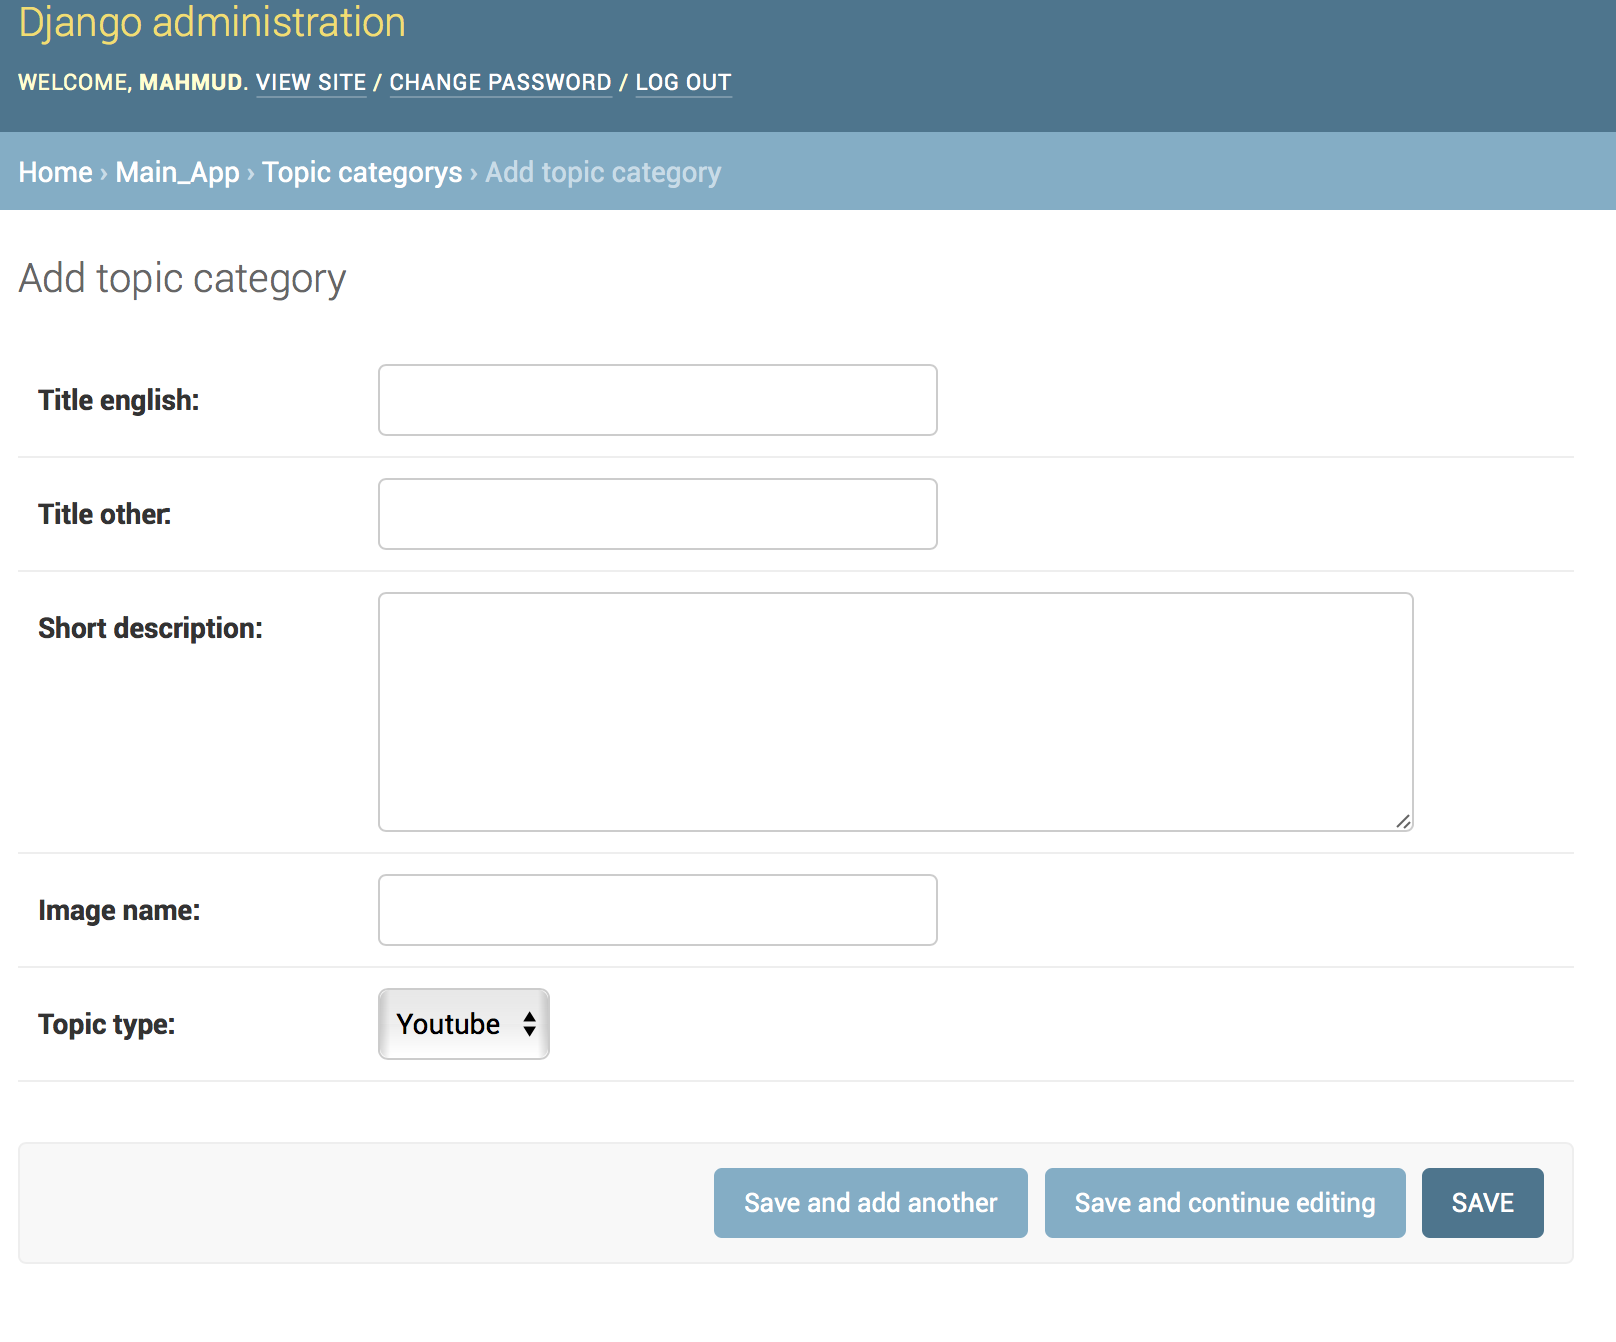 Django administration
WELCOME, MAHMUD. VIEW SITE / CHANGE PASSWORD / LOG OUT
Home › Main_App › Topic categorys › Add topic category
Add topic category
Title english:
Title other:
Short description:
Image name:
Topic type:
Youtube
Save and add another
Save and continue editing
SAVE